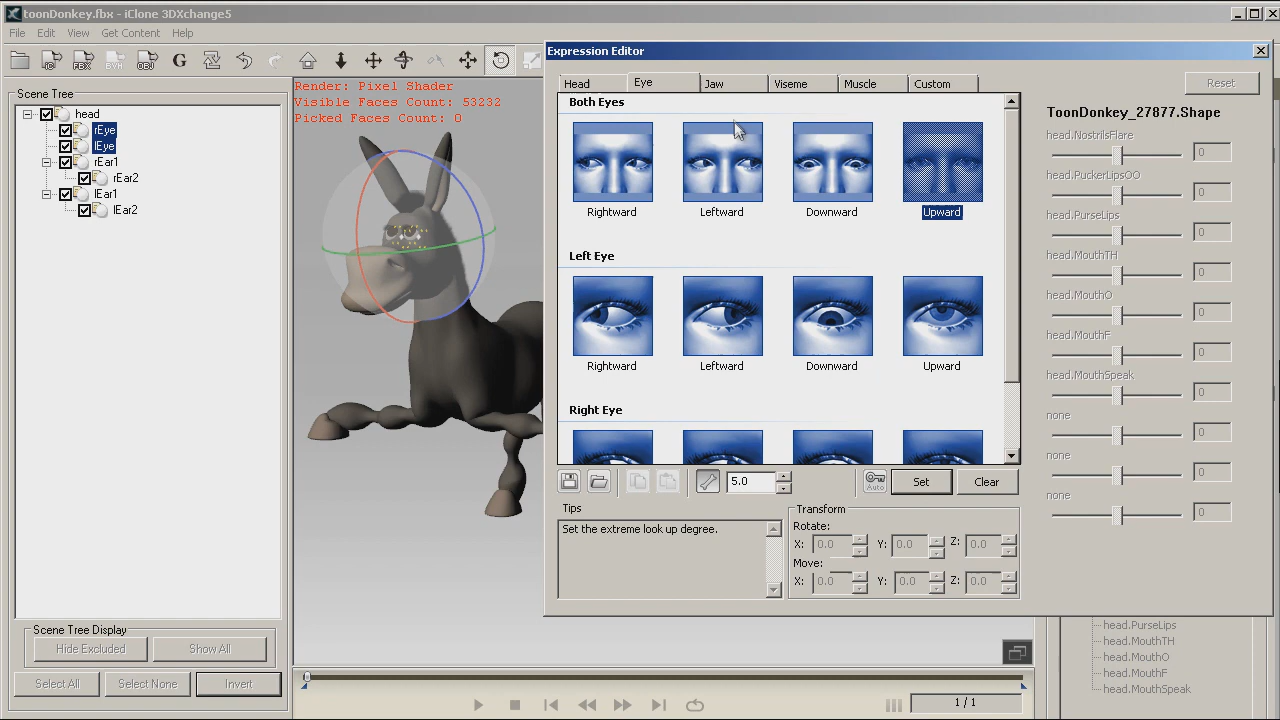 toonDonkey.fbx - iClone 3DXchange5
File Edit View Get Content Help
FBX BVH OBJ G
Scene Tree
head
rEye
lEye
rEar1
rEar2
lEar1
lEar2
Scene Tree Display
Hide Excluded Show All
Select All Select None Invert
Render: Pixel Shader
Visible Faces Count: 53232
Picked Faces Count: 0
1 / 1
Expression Editor
Head Eye Jaw Viseme Muscle Custom
Reset
Both Eyes
Rightward Leftward Downward Upward
Left Eye
Rightward Leftward Downward Upward
Right Eye
5.0 Auto Set Clear
Tips
Set the extreme look up degree.
Transform
Rotate:
X: 0.0 Y: 0.0 Z: 0.0
Move:
X: 0.0 Y: 0.0 Z: 0.0
ToonDonkey_27877.Shape
head.NostrilsFlare
0
head.PuckerLipsOO
0
head.PurseLips
0
head.MouthTH
0
head.MouthO
0
head.MouthF
0
head.MouthSpeak
0
none
0
none
0
none
0
head.PurseLips
head.MouthTH
head.MouthO
head.MouthF
head.MouthSpeak